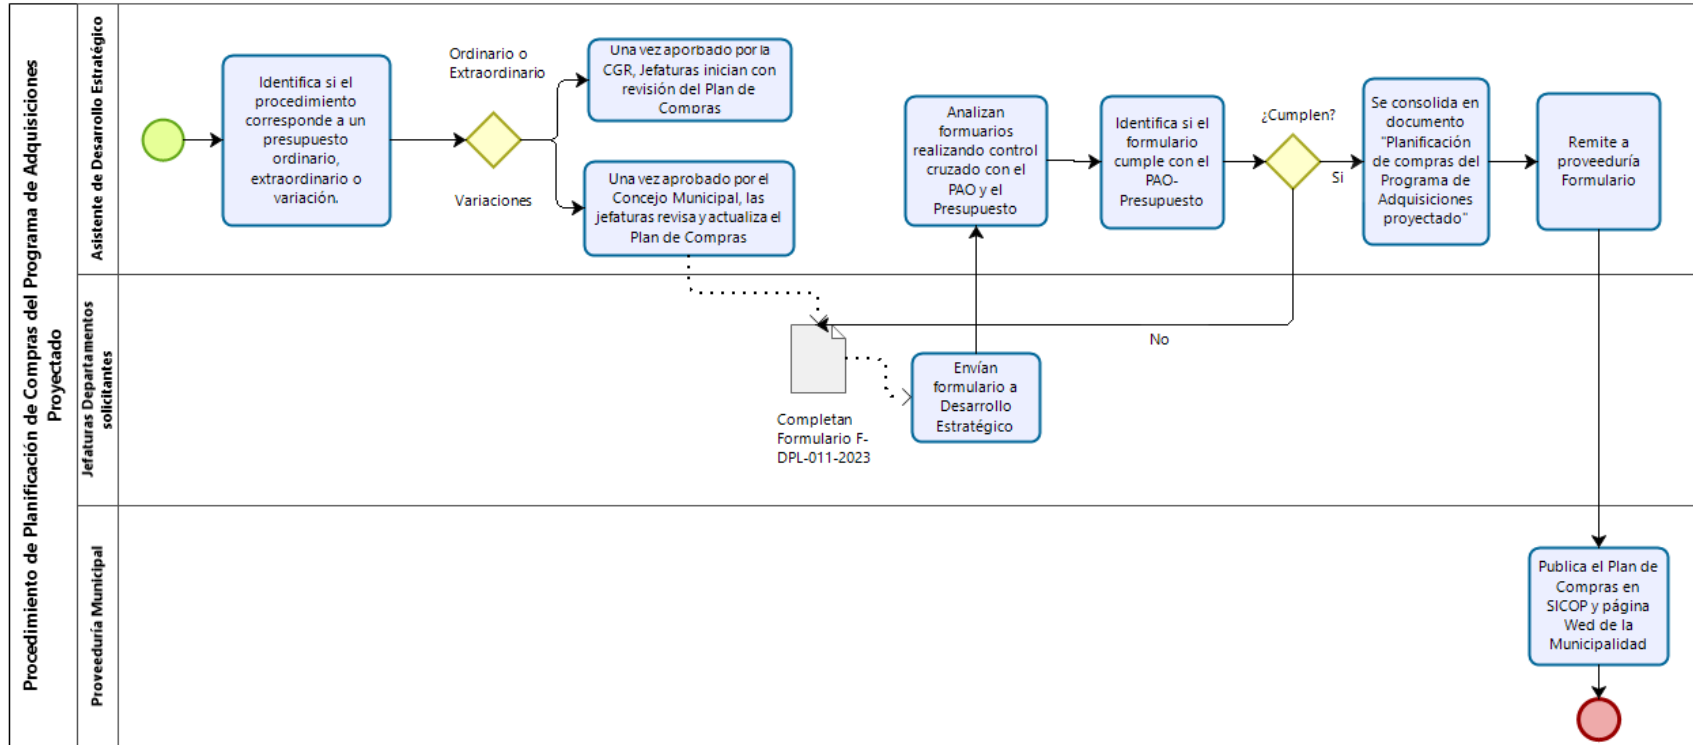 Procedimiento de Planificación de Compras del Programa de Adquisiciones
Proyectado
Asistente de Desarrollo Estratégico
Identifica si el
procedimiento
corresponde a un
presupuesto
ordinario,
extraordinario o
variación.
Ordinario o
Extraordinario
Variaciones
Una vez aporbado por la
CGR, Jefaturas inician con
revisión del Plan de
Compras
Una vez aprobado por el
Concejo Municipal, las
jefaturas revisa y actualiza el
Plan de Compras
Analizan
formuarios
realizando control
cruzado con el
PAO y el
Presupuesto
Identifica si el
formulario
cumple con el
PAO-
Presupuesto
¿Cumplen?
Si
No
Se consolida en
documento
"Planificación
de compras del
Programa de
Adquisiciones
proyectado"
Remite a
proveeduría
Formulario
Jefaturas Departamentos
solicitantes
Completan
Formulario F-
DPL-011-2023
Envían
formulario a
Desarrollo
Estratégico
Proveeduría Municipal
Publica el Plan de
Compras en
SICOP y página
Wed de la
Municipalidad